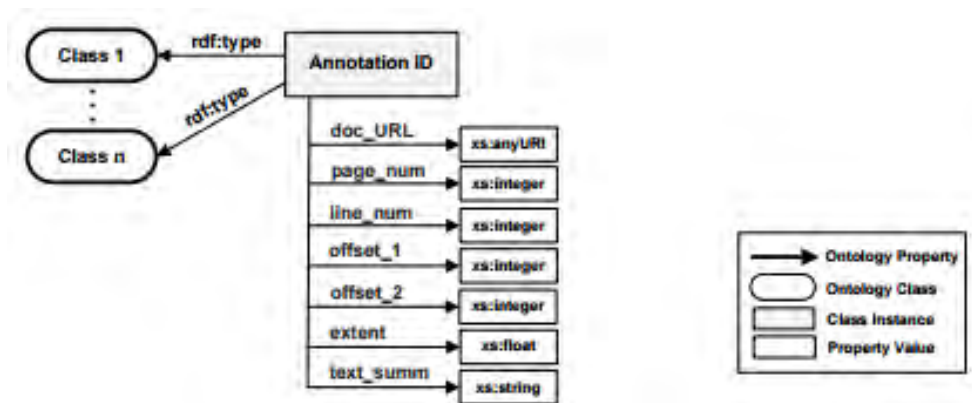 Class 1
rdf:type
Annotation ID
rdf:type
Class n
doc_URL
xs:anyURI
page_num
xs:integer
line_num
xs:integer
offset_1
xs:integer
offset_2
xs:integer
extent
xs:float
text_summ
xs:string
Ontology Property
Ontology Class
Class Instance
Property Value